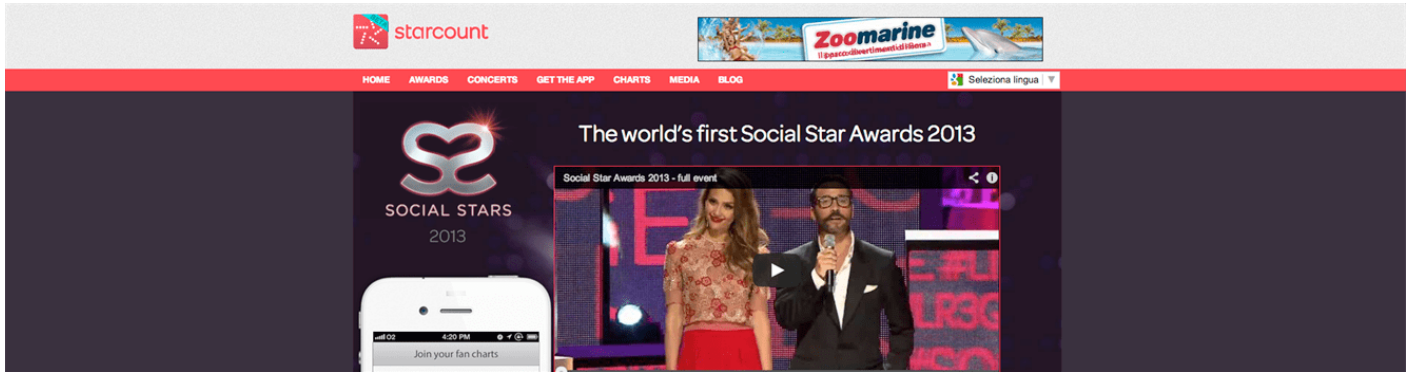 starcount
Zoomarine
Il parco divertimenti di Roma
HOME AWARDS CONCERTS GET THE APP CHARTS MEDIA BLOG
Seleziona lingua
The world's first Social Star Awards 2013
SOCIAL STARS
2013
Social Star Awards 2013 - full event
O2 4:20 PM
Join your fan charts